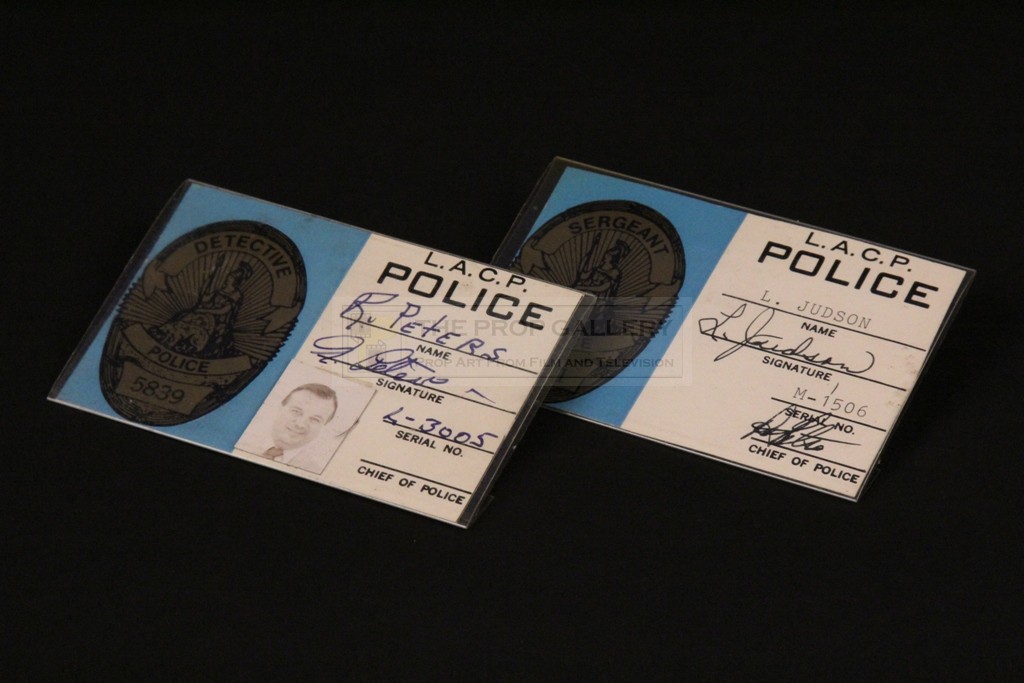 DETECTIVE
POLICE
5839
L.A.C.P.
POLICE
R. PETERS
NAME
SIGNATURE
L-3005
SERIAL NO.
CHIEF OF POLICE
SERGEANT
L.A.C.P.
POLICE
L. JUDSON
NAME
L. Judson
SIGNATURE
M-1506
SERIAL NO.
CHIEF OF POLICE
THE PROP GALLERY
PROP ART FROM FILM AND TELEVISION